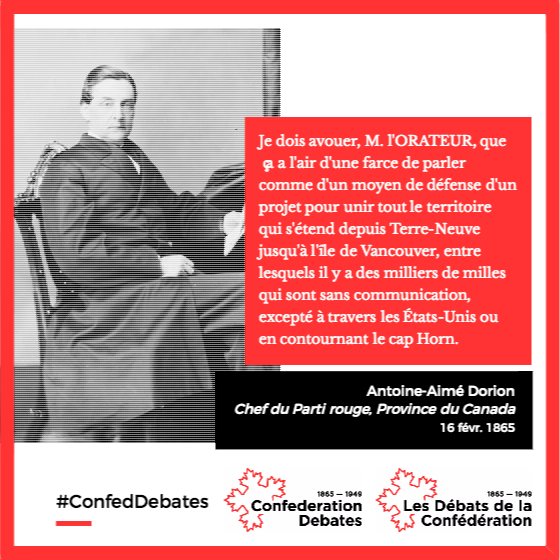 Je dois avouer, M. l'ORATEUR, que
ça a l'air d'une farce de parler
comme d'un moyen de défense d'un
projet pour unir tout le territoire
qui s'étend depuis Terre-Neuve
jusqu'à l'île de Vancouver, entre
lesquels il y a des milliers de milles
qui sont sans communication,
excepté à travers les États-Unis ou
en contournant le cap Horn.
Antoine-Aimé Dorion
Chef du Parti rouge, Province du Canada
16 févr. 1865
#ConfedDebates
1865 — 1949
Confederation
Debates
1865 — 1949
Les Débats de la
Confédération